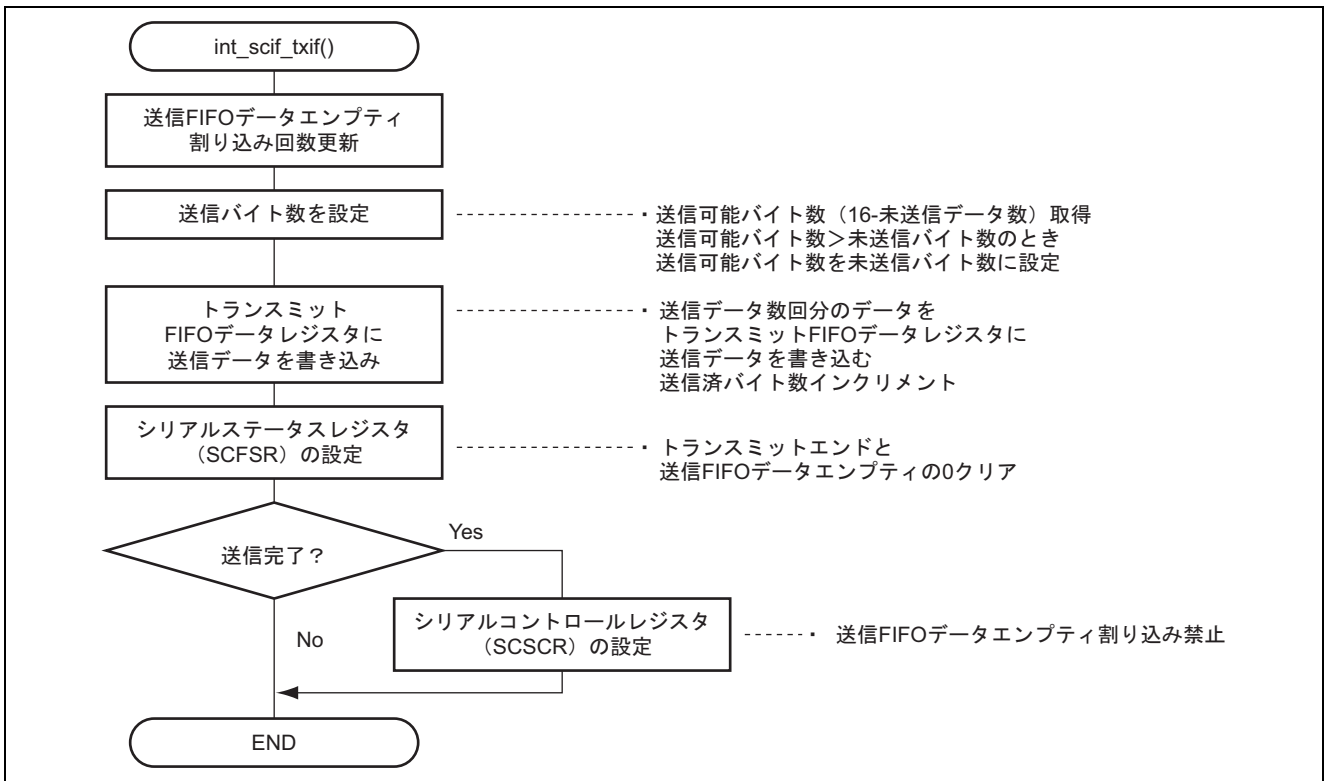 int_scif_txif()
送信FIFOデータエンプティ
割り込み回数更新
送信バイト数を設定
・送信可能バイト数（16-未送信データ数）取得
送信可能バイト数＞未送信バイト数のとき
送信可能バイト数を未送信バイト数に設定
トランスミット
FIFOデータレジスタに
送信データを書き込み
・送信データ数回分のデータを
トランスミットFIFOデータレジスタに
送信データを書き込む
送信済バイト数インクリメント
シリアルステータスレジスタ
（SCFSR）の設定
・トランスミットエンドと
送信FIFOデータエンプティの0クリア
送信完了？
Yes
No
シリアルコントロールレジスタ
（SCSCR）の設定
・ 送信FIFOデータエンプティ割り込み禁止
END